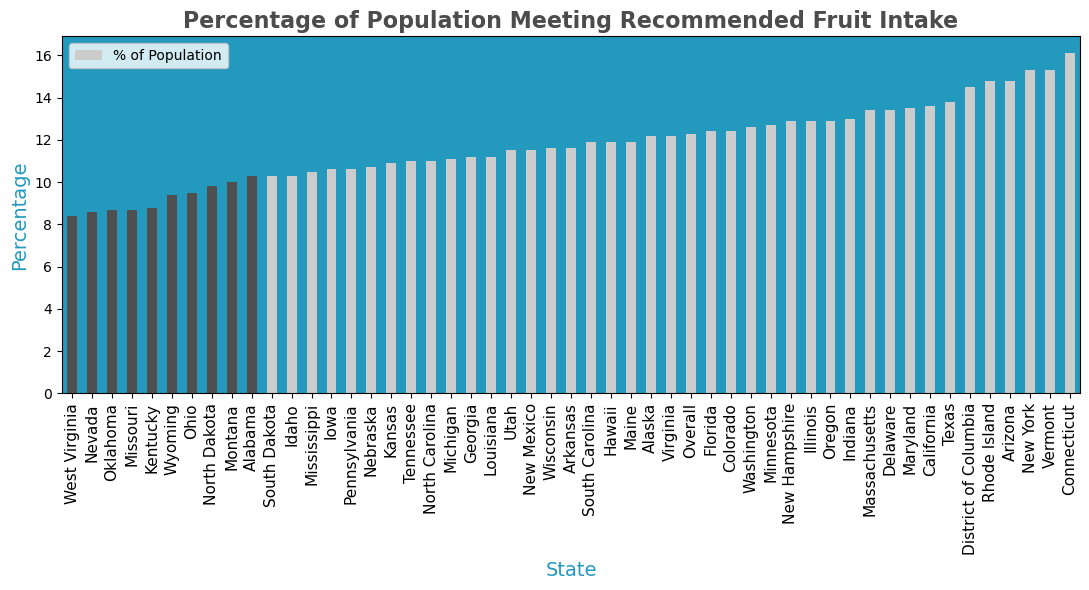 Percentage of Population Meeting Recommended Fruit Intake
% of Population
Percentage
16
14
12
10
8
6
4
2
0
West Virginia
Nevada
Oklahoma
Missouri
Kentucky
Wyoming
Ohio
North Dakota
Montana
Alabama
South Dakota
Idaho
Mississippi
Iowa
Pennsylvania
Nebraska
Kansas
Tennessee
North Carolina
Michigan
Georgia
Louisiana
Utah
New Mexico
Wisconsin
Arkansas
South Carolina
Hawaii
Maine
Alaska
Virginia
Overall
Florida
Colorado
Washington
Minnesota
New Hampshire
Illinois
Oregon
Indiana
Massachusetts
Delaware
Maryland
California
Texas
District of Columbia
Rhode Island
Arizona
New York
Vermont
Connecticut
State